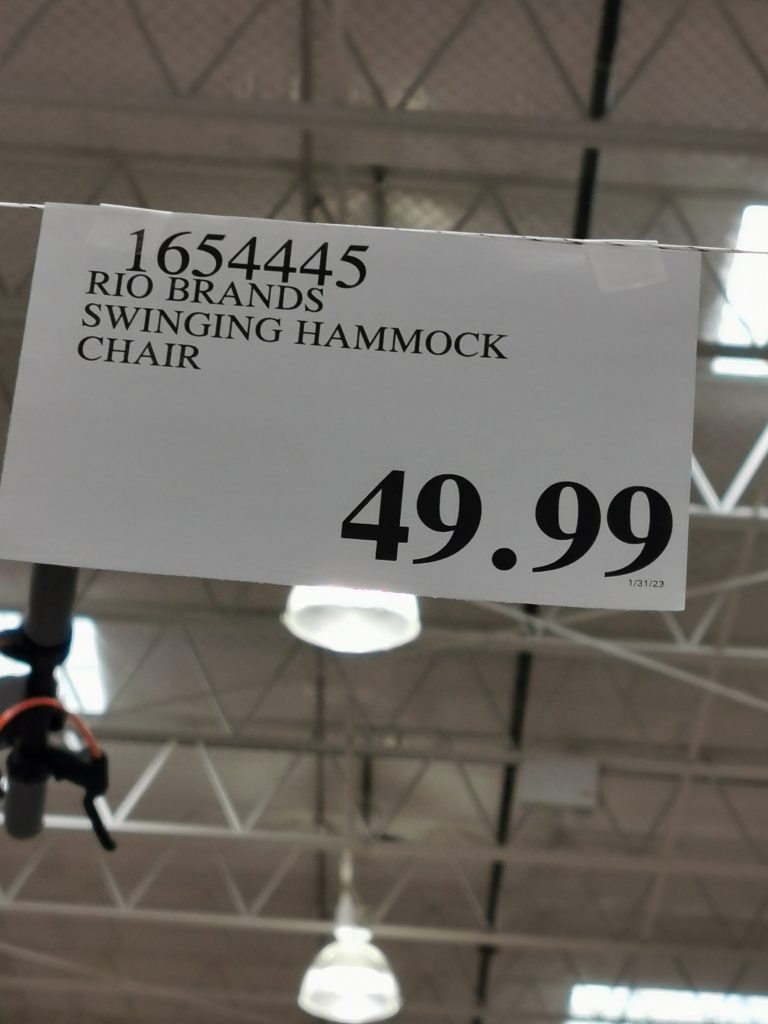 1654445
RIO BRANDS
SWINGING HAMMOCK
CHAIR
49.99
1/31/23